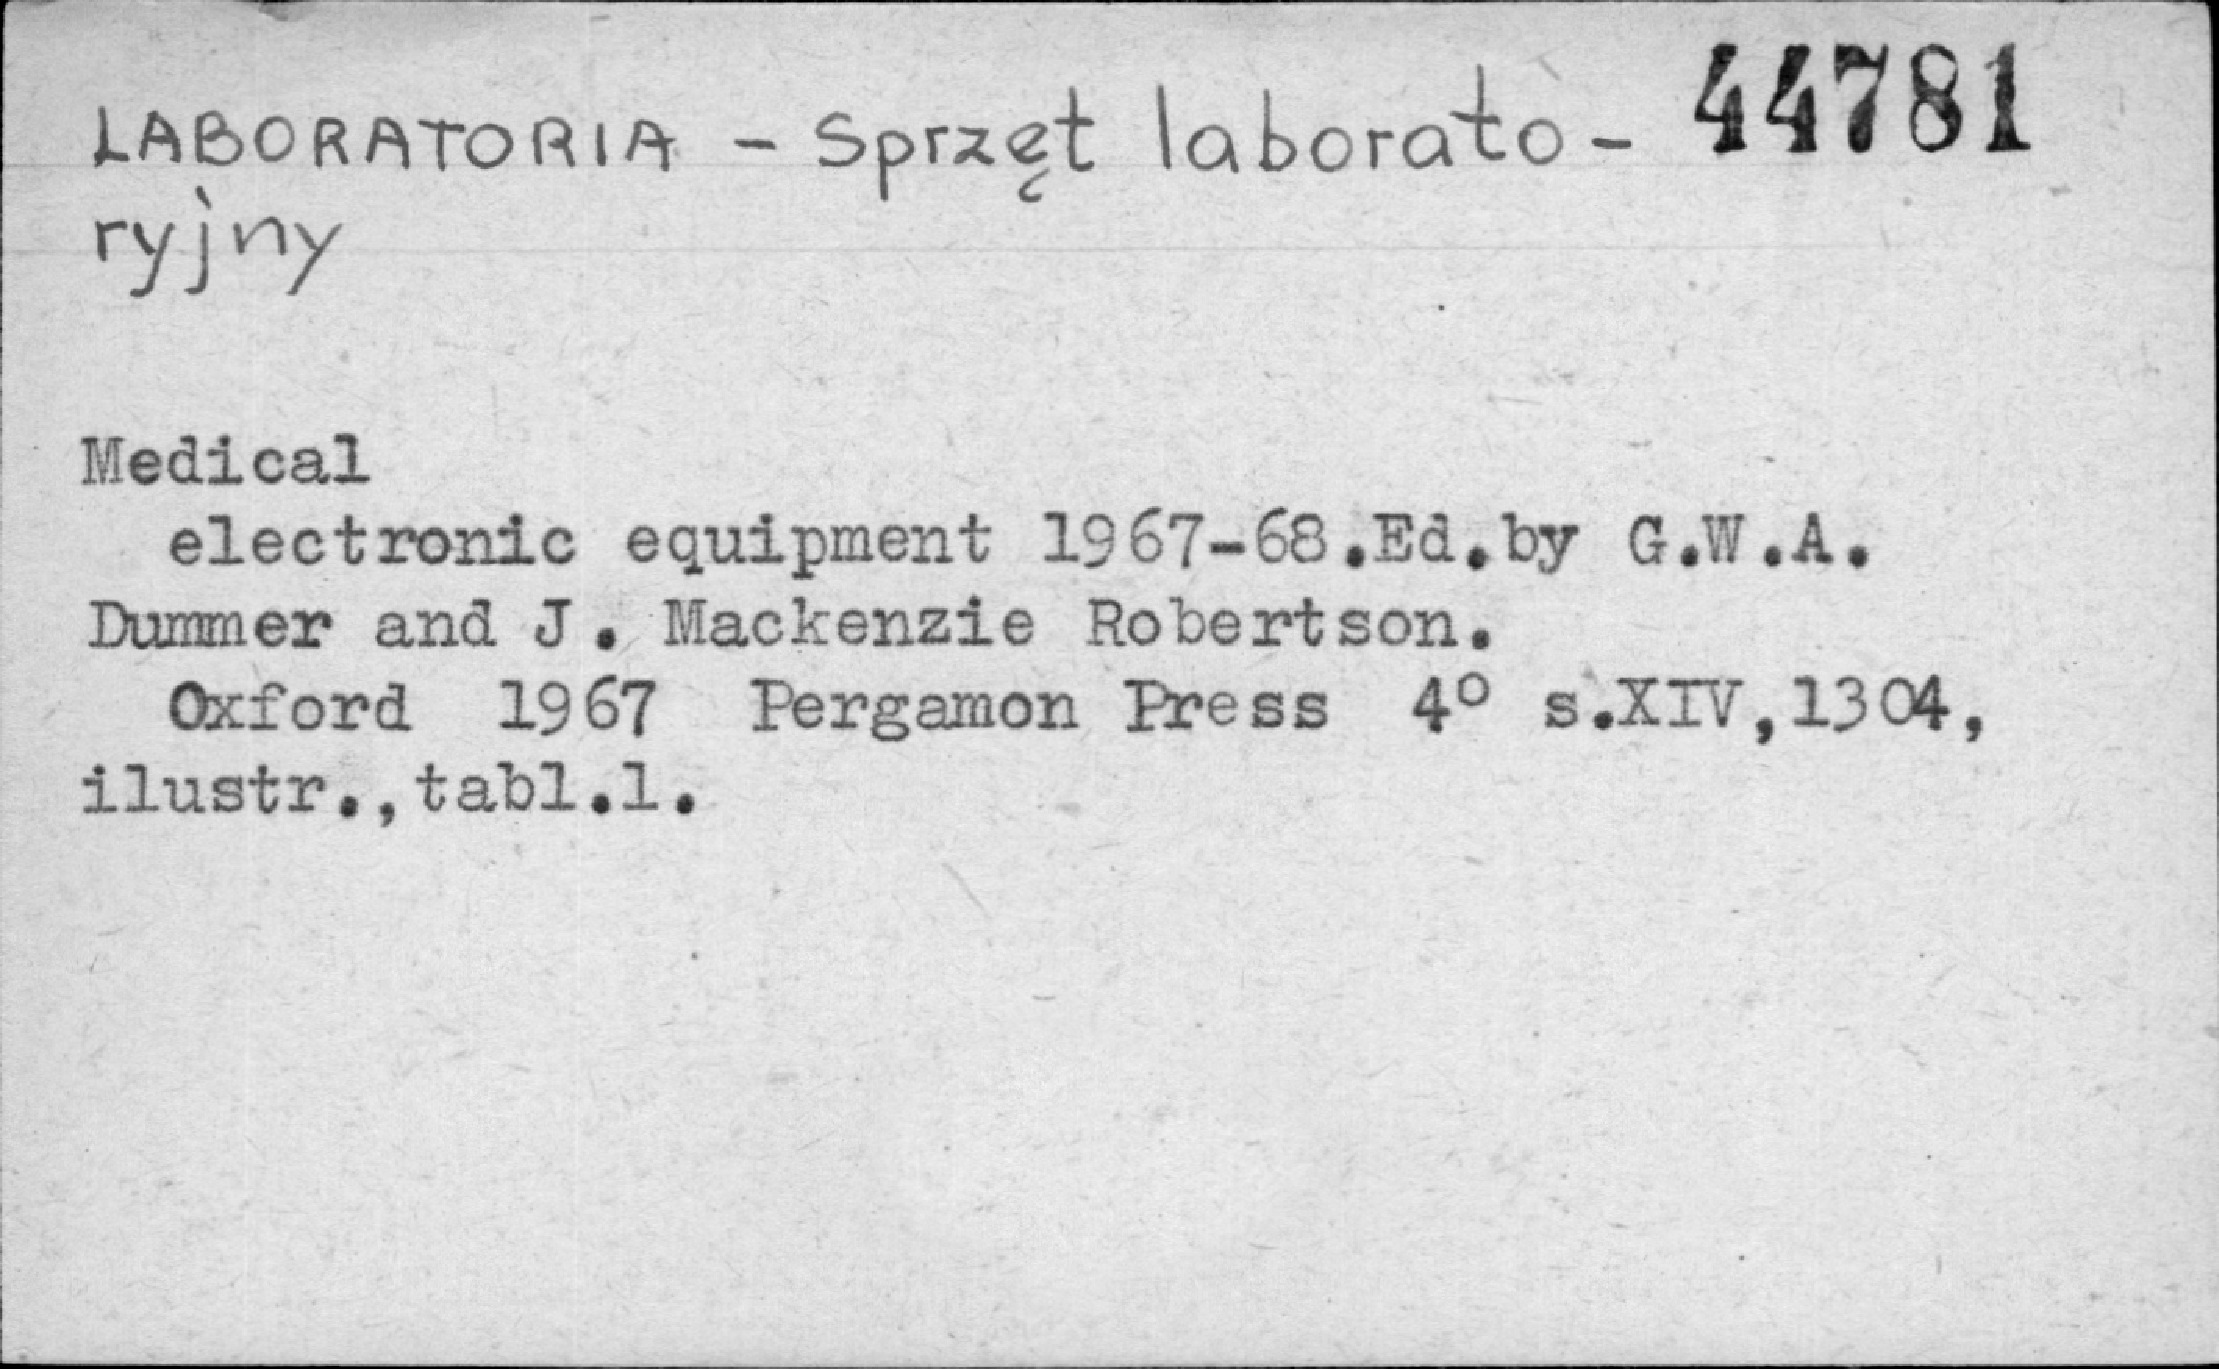 LABORATORIA - Sprzęt laborato- 44781
ryjny
Medical
electronic equipment 1967-68.Ed.by G.W.A.
Dummer and J. Mackenzie Robertson.
Oxford 1967 Pergamon Press 4° s.XIV,1304,
ilustr.,tabl.l.